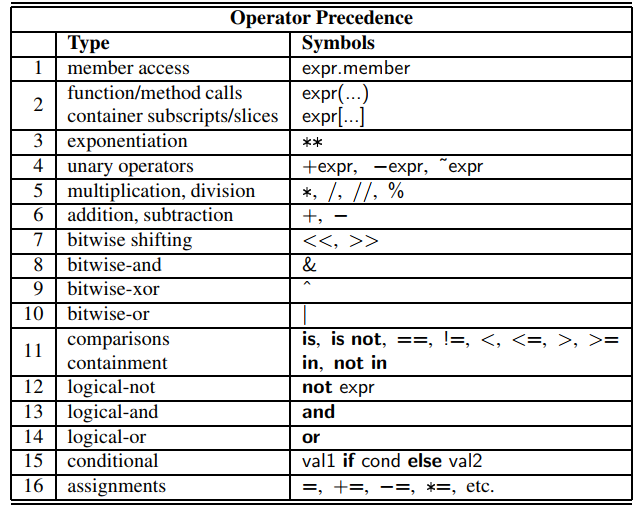 Operator Precedence
Type Symbols
1 member access expr.member
2 function/method calls expr(...)
container subscripts/slices expr[...]
3 exponentiation **
4 unary operators +expr, −expr, ˜expr
5 multiplication, division *, /, //, %
6 addition, subtraction +, −
7 bitwise shifting <<, >>
8 bitwise-and &
9 bitwise-xor ˆ
10 bitwise-or |
11 comparisons is, is not, ==, !=, <, <=, >, >=
containment in, not in
12 logical-not not expr
13 logical-and and
14 logical-or or
15 conditional val1 if cond else val2
16 assignments =, +=, −=, *=, etc.